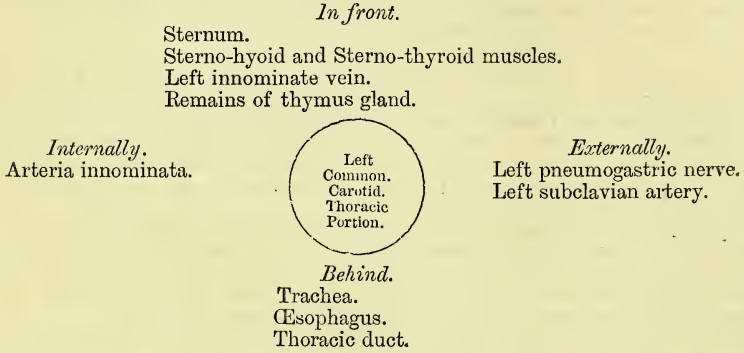 In front.
Sternum.
Sterno-hyoid and Sterno-thyroid muscles.
Left innominate vein.
Remains of thymus gland.
Internally.
Arteria innominata.
Left
Common.
Carotid.
Thoracic
Portion.
Externally.
Left pneumogastric nerve.
Left subclavian artery.
Behind.
Trachea.
Œsophagus.
Thoracic duct.